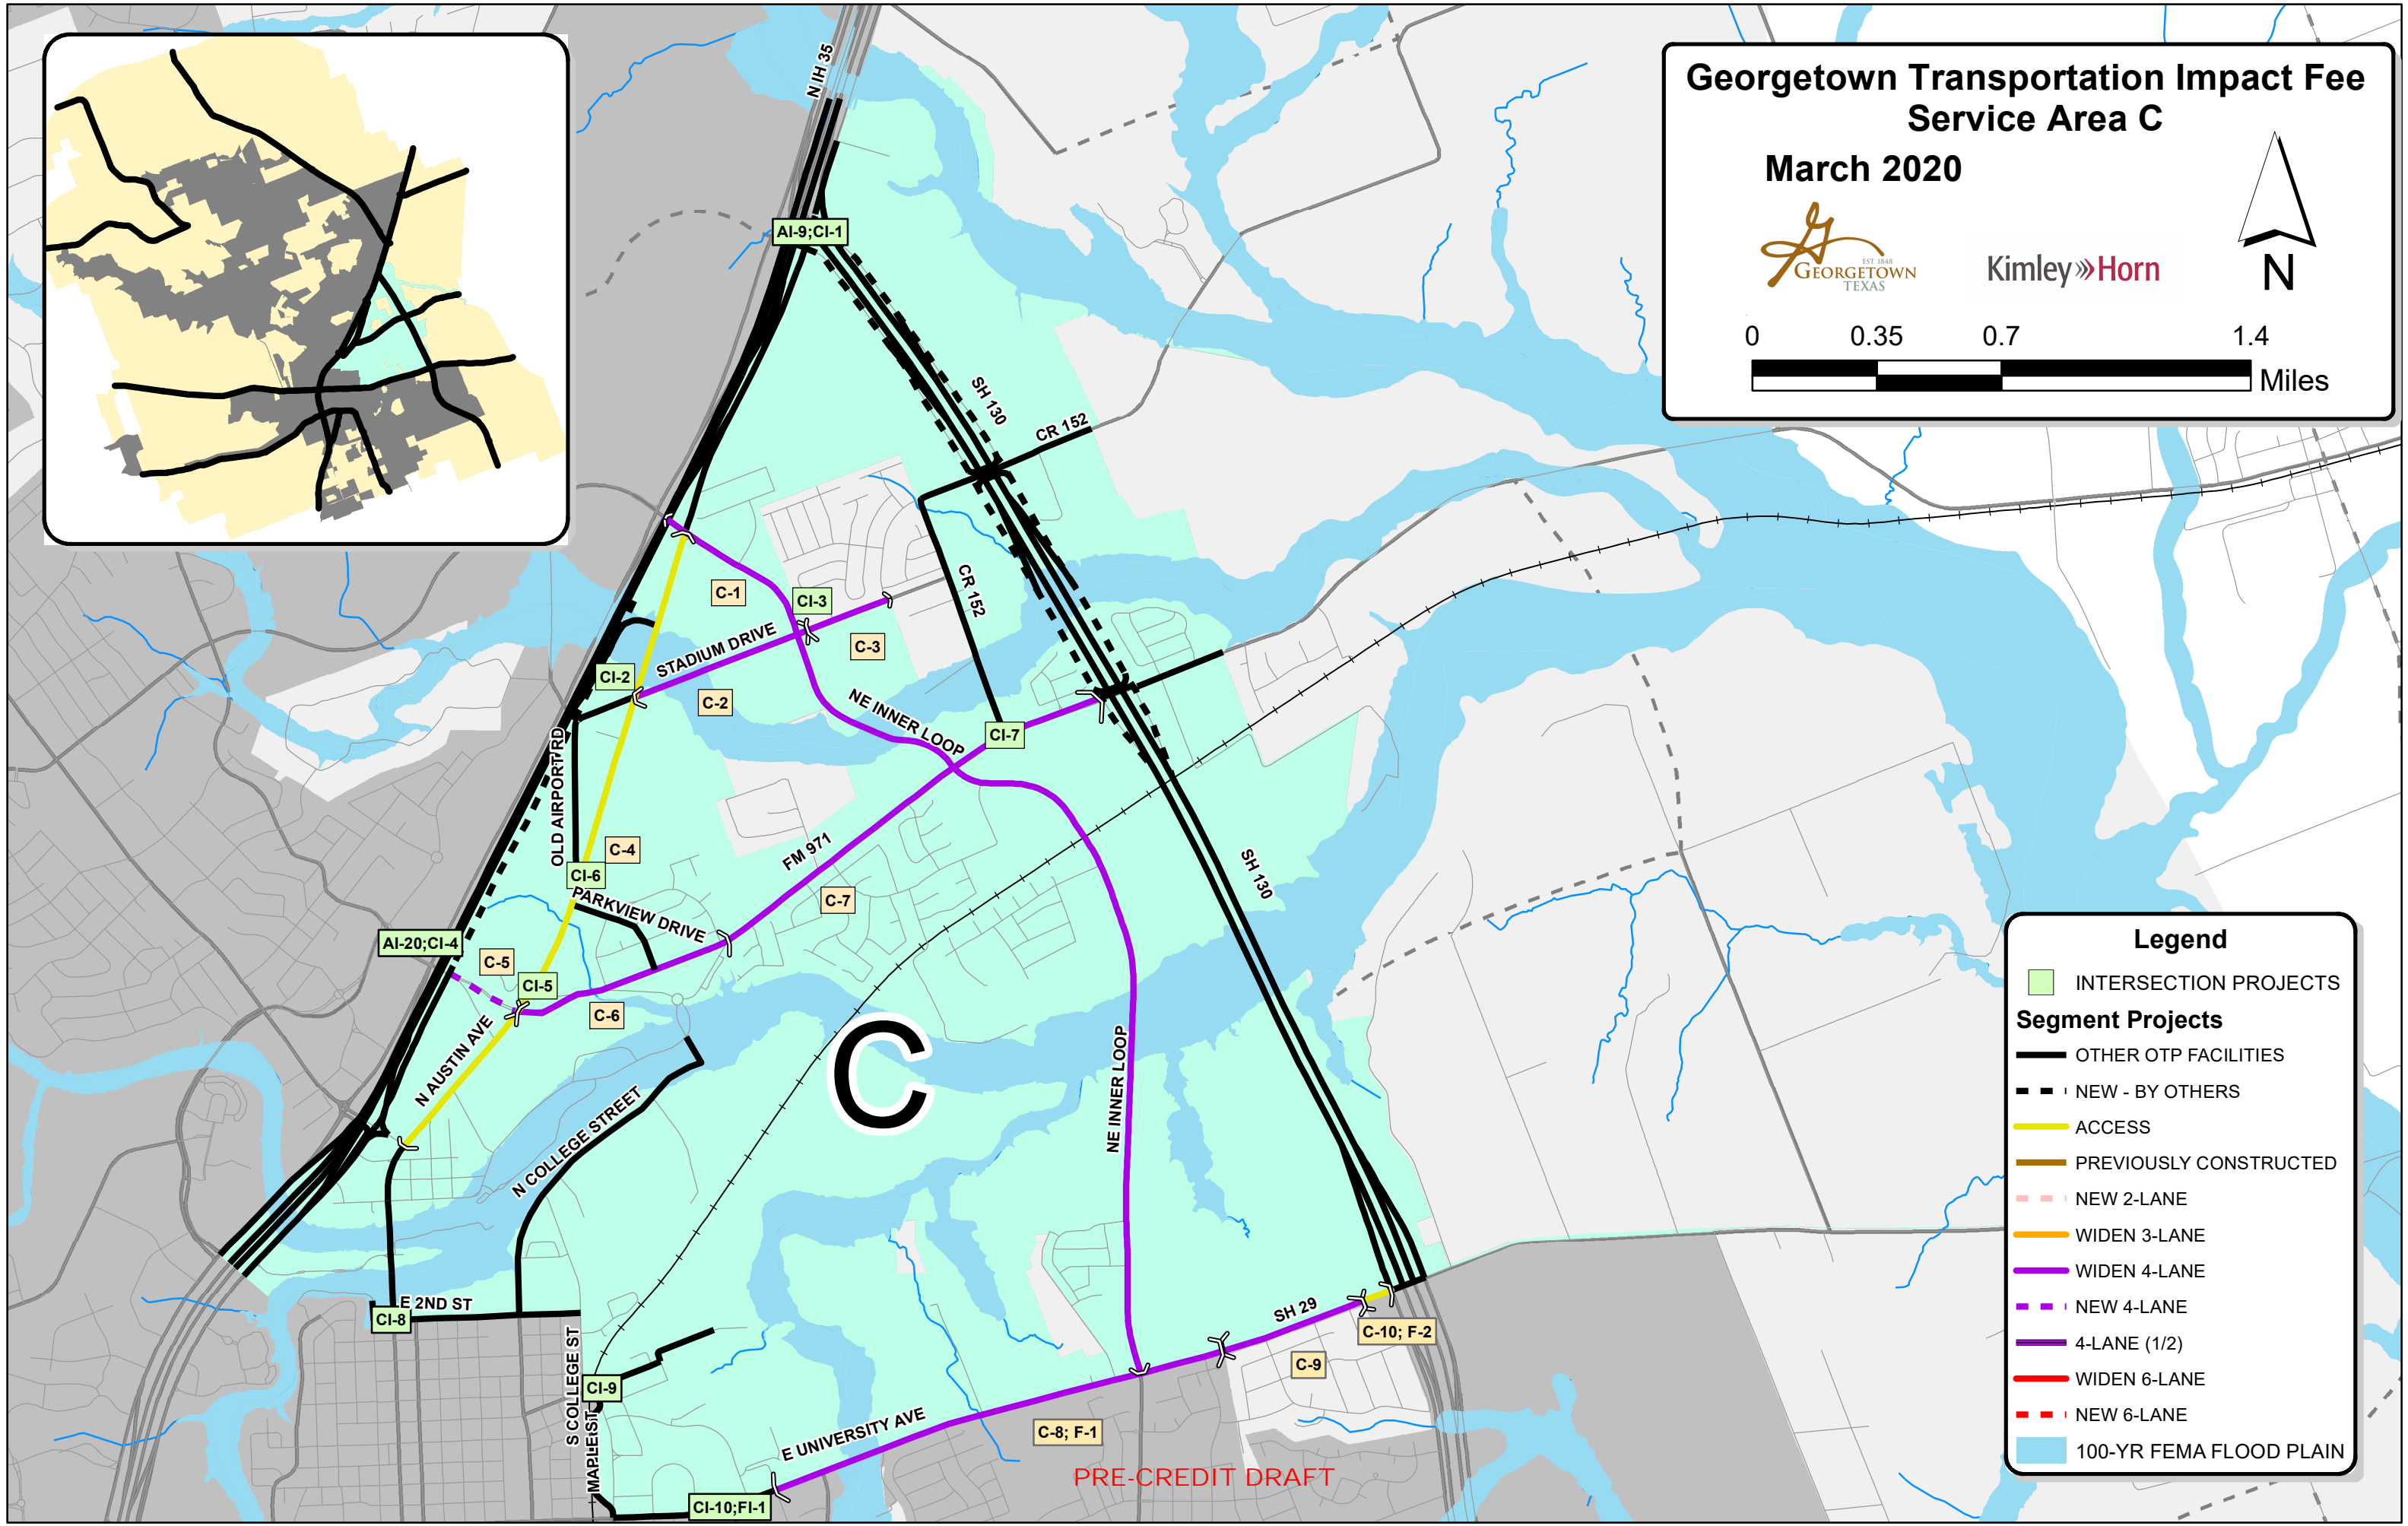 Georgetown Transportation Impact Fee
Service Area C
March 2020
EST. 1848
GEORGETOWN
TEXAS
Kimley»Horn
N
0 0.35 0.7 1.4
Miles
N IH 35
AI-9;CI-1
SH 130
CR 152
C-1
CI-3
CR 152
STADIUM DRIVE
C-3
CI-2
C-2
NE INNER LOOP
CI-7
OLD AIRPORT RD
FM 971
C-4
CI-6
SH 130
PARKVIEW DRIVE
C-7
AI-20;CI-4
C-5
CI-5
C-6
N AUSTIN AVE
C
NE INNER LOOP
N COLLEGE STREET
E 2ND ST
CI-8
SH 29
C-10; F-2
S COLLEGE ST
C-9
CI-9
MAPLE ST
E UNIVERSITY AVE
C-8; F-1
CI-10;FI-1
PRE-CREDIT DRAFT
Legend
INTERSECTION PROJECTS
Segment Projects
OTHER OTP FACILITIES
NEW - BY OTHERS
ACCESS
PREVIOUSLY CONSTRUCTED
NEW 2-LANE
WIDEN 3-LANE
WIDEN 4-LANE
NEW 4-LANE
4-LANE (1/2)
WIDEN 6-LANE
NEW 6-LANE
100-YR FEMA FLOOD PLAIN